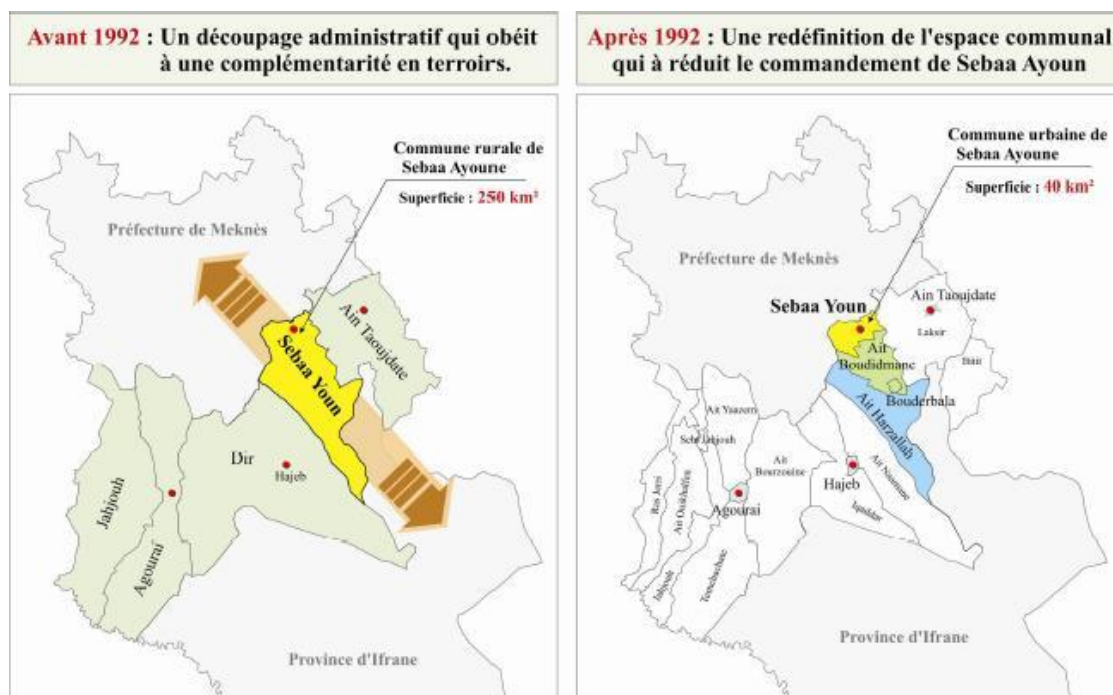 Avant 1992 : Un découpage administratif qui obéit
à une complémentarité en terroirs.
Commune rurale de
Sebaa Ayoune
Superficie : 250 km²
Préfecture de Meknès
Ain Taoujdate
Sebaa Youn
Dir
Hajeb
Jahjouh
Agouraï
Province d'Ifrane
Après 1992 : Une redéfinition de l'espace communal
qui à réduit le commandement de Sebaa Ayoun
Commune urbaine de
Sebaa Ayoune
Superficie : 40 km²
Préfecture de Meknès
Sebaa Youn
Ain Taoujdate
Laksir
Ait
Boudidmane
Bitit
Bouderbala
Ait Harzallah
Ait Yaazem
Sebt Jahjouh
Ait
Bourzouine
Ait Naamane
Hajeb
Iqaddar
Ras Jerri
Ait Ouikhalfen
Agourai
Jahjouh
Tamchachate
Province d'Ifrane